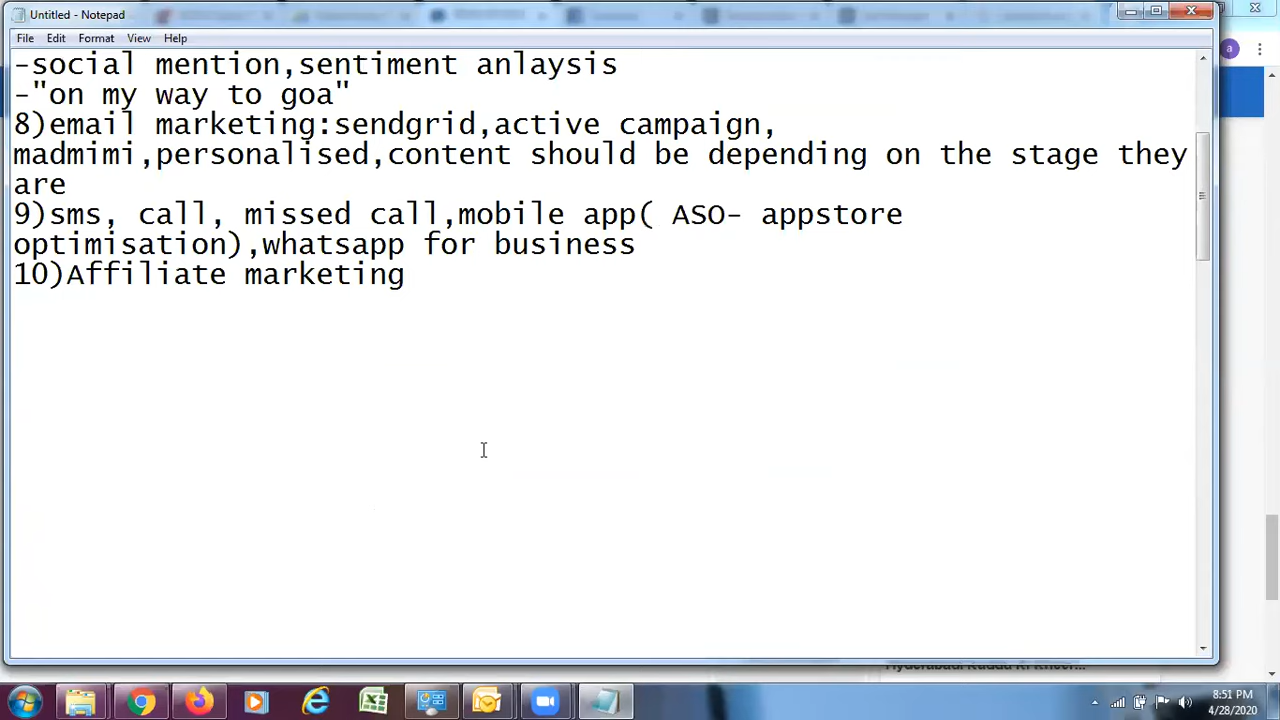 Untitled - Notepad
a
File Edit Format View Help
-social mention,sentiment anlaysis
-"on my way to goa"
8)email marketing:sendgrid,active campaign,
madmimi,personalised,content should be depending on the stage they
are
9)sms, call, missed call,mobile app( ASO- appstore
optimisation),whatsapp for business
10)Affiliate marketing
8:51 PM
4/28/2020